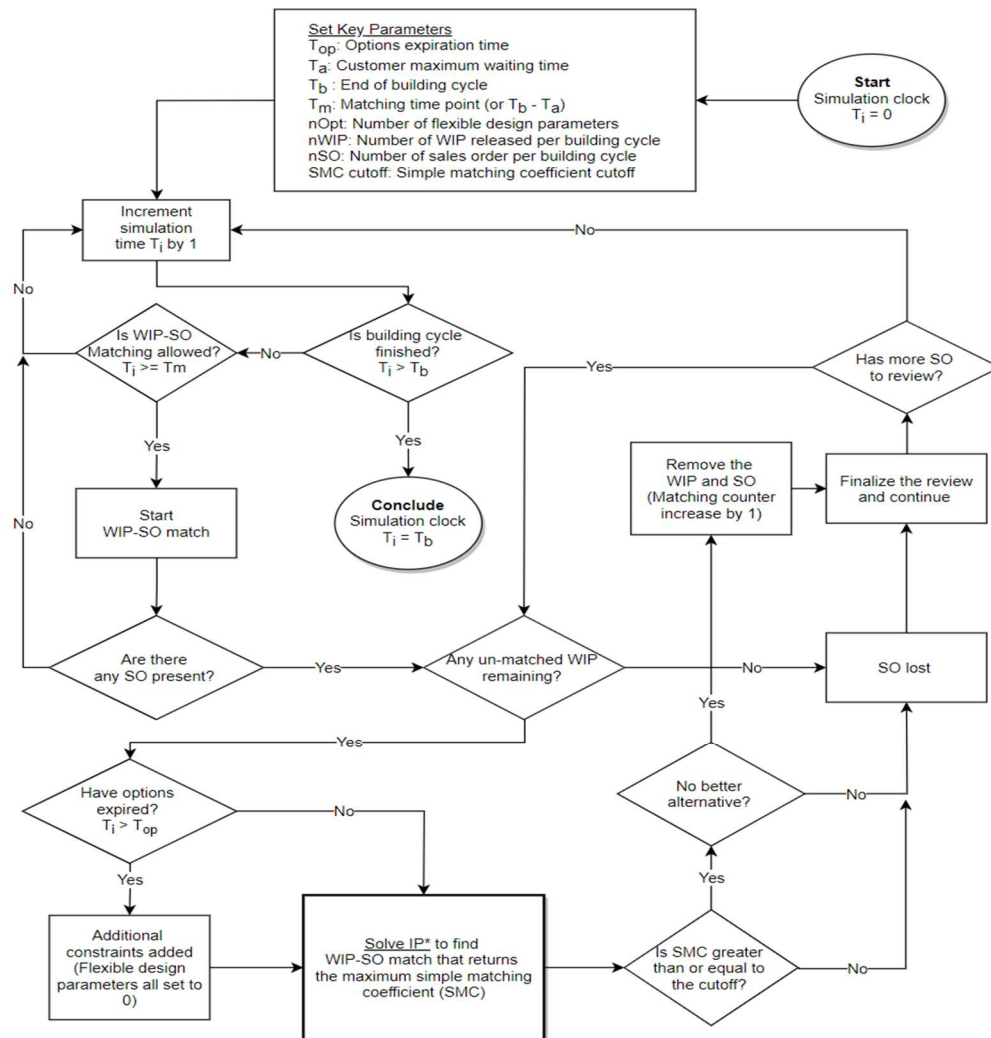 Set Key Parameters
Top: Options expiration time
Ta: Customer maximum waiting time
Tb : End of building cycle
Tm: Matching time point (or Tb - Ta)
nOpt: Number of flexible design parameters
nWIP: Number of WIP released per building cycle
nSO: Number of sales order per building cycle
SMC cutoff: Simple matching coefficient cutoff
Start
Simulation clock
Ti = 0
Increment
simulation
time Ti by 1
No
No
Is WIP-SO
Matching allowed?
Ti >= Tm
No
Is building cycle
finished?
Ti > Tb
Yes
Has more SO
to review?
Yes
Yes
Start
WIP-SO match
Conclude
Simulation clock
Ti = Tb
Remove the
WIP and SO
(Matching counter
increase by 1)
Finalize the review
and continue
No
Are there
any SO present?
Yes
Any un-matched WIP
remaining?
No
SO lost
Yes
Yes
Have options
expired?
Ti > Top
No
No better
alternative?
No
Yes
Yes
Additional
constraints added
(Flexible design
parameters all set to
0)
Solve IP* to find
WIP-SO match that returns
the maximum simple matching
coefficient (SMC)
Is SMC greater
than or equal to
the cutoff?
No